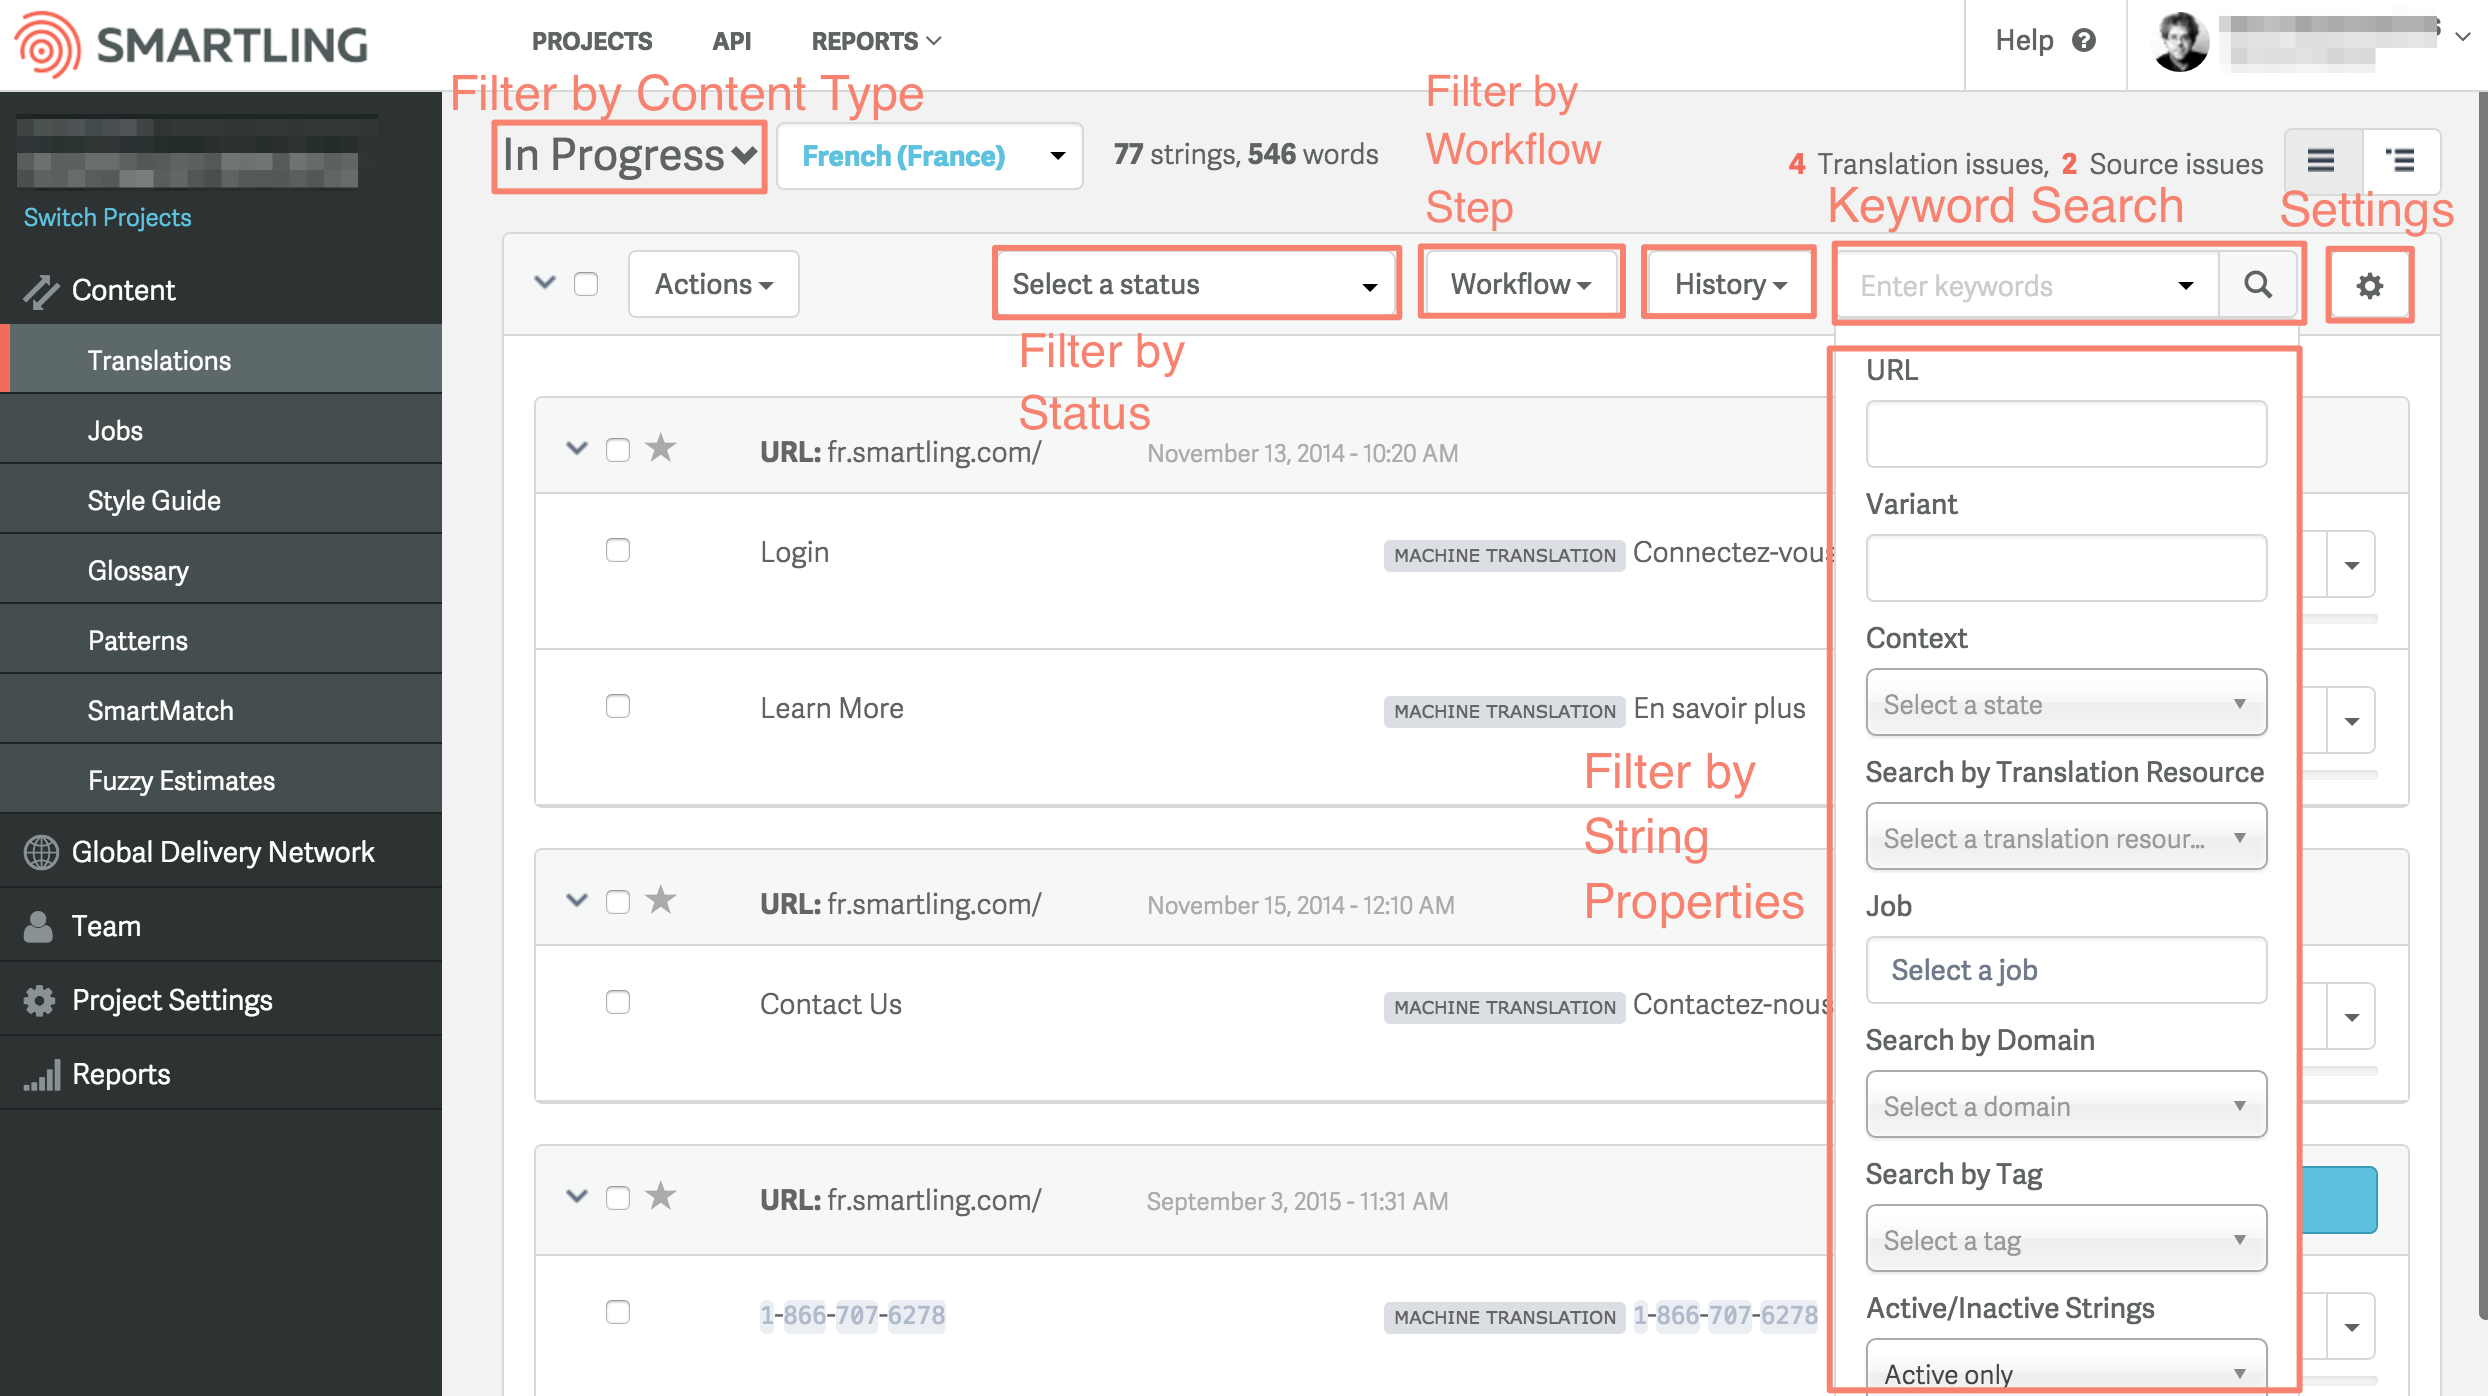 SMARTLING
PROJECTS
API
REPORTS
Help
Filter by Content Type
In Progress
French (France)
77 strings, 546 words
Filter by
Workflow
Step
4 Translation issues, 2 Source issues
Keyword Search
Settings
Switch Projects
Content
Translations
Jobs
Style Guide
Glossary
Patterns
SmartMatch
Fuzzy Estimates
Global Delivery Network
Team
Project Settings
Reports
Actions
Select a status
Workflow
History
Enter keywords
Filter by
Status
URL: fr.smartling.com/
November 13, 2014 - 10:20 AM
Login
MACHINE TRANSLATION Connectez-vous
Learn More
MACHINE TRANSLATION En savoir plus
Filter by
String
Properties
URL: fr.smartling.com/
November 15, 2014 - 12:10 AM
Contact Us
MACHINE TRANSLATION Contactez-nous
URL: fr.smartling.com/
September 3, 2015 - 11:31 AM
1-866-707-6278
MACHINE TRANSLATION 1-866-707-6278
URL
Variant
Context
Select a state
Search by Translation Resource
Select a translation resour...
Job
Select a job
Search by Domain
Select a domain
Search by Tag
Select a tag
Active/Inactive Strings
Active only